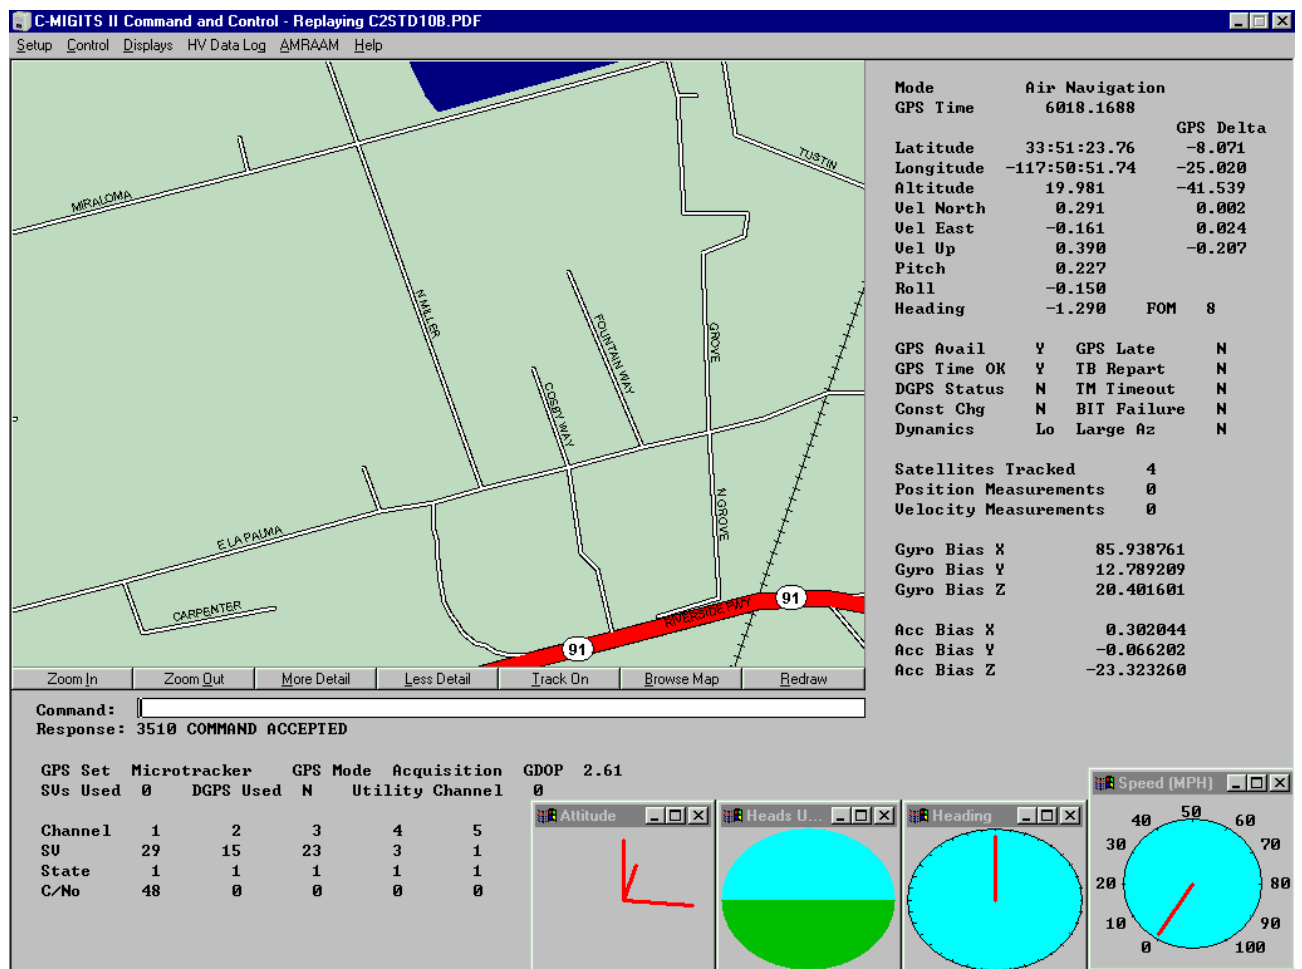 C-MIGITS II Command and Control - Replaying C2STD10B.PDF
Setup Control Displays HV Data Log AMRAAM Help
Mode Air Navigation
GPS Time 6018.1688
GPS Delta
Latitude 33:51:23.76 -8.071
Longitude -117:50:51.74 -25.020
Altitude 19.981 -41.539
Vel North 0.291 0.002
Vel East -0.161 0.024
Vel Up 0.390 -0.207
Pitch 0.227
Roll -0.150
Heading -1.290 FOM 8
GPS Avail Y GPS Late N
GPS Time OK Y TB Repart N
DGPS Status N TM Timeout N
Const Chg N BIT Failure N
Dynamics Lo Large Az N
Satellites Tracked 4
Position Measurements 0
Velocity Measurements 0
Gyro Bias X 85.938761
Gyro Bias Y 12.789209
Gyro Bias Z 20.401601
Acc Bias X 0.302044
Acc Bias Y -0.066202
Acc Bias Z -23.323260
TUSTIN
MIRALOMA
N MILLER
FOUNTAIN WAY
GROVE
COSBY WAY
N GROVE
E LA PALMA
CARPENTER
RIVERSIDE FWY
91
91
Zoom In Zoom Out More Detail Less Detail Track On Browse Map Redraw
Command:
Response: 3510 COMMAND ACCEPTED
GPS Set Microtracker GPS Mode Acquisition GDOP 2.61
SVs Used 0 DGPS Used N Utility Channel 0
Channel 1 2 3 4 5
SV 29 15 23 3 1
State 1 1 1 1 1
C/No 48 0 0 0 0
Attitude
Heads U...
Heading
Speed (MPH)
50
40 60
30 70
20 80
10 90
0 100